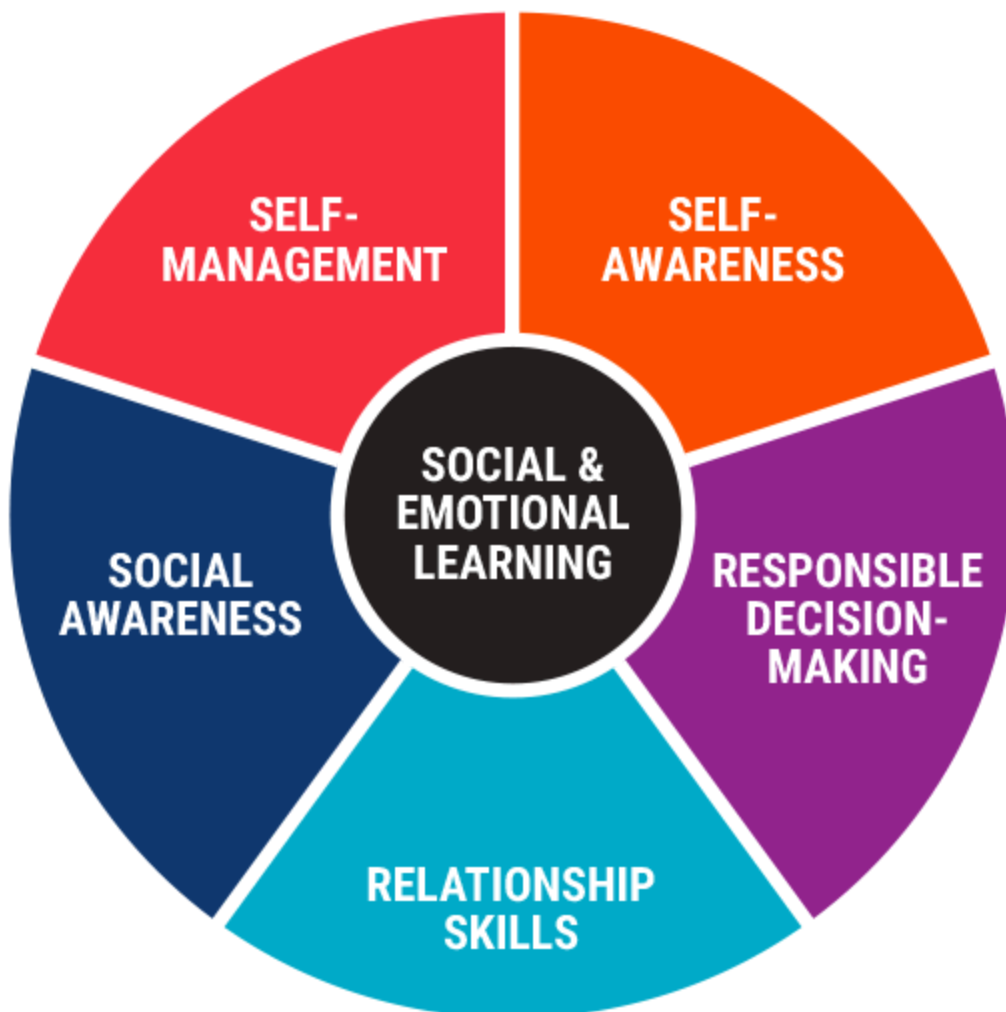 SELF-
MANAGEMENT
SELF-
AWARENESS
SOCIAL &
EMOTIONAL
LEARNING
SOCIAL
AWARENESS
RESPONSIBLE
DECISION-
MAKING
RELATIONSHIP
SKILLS